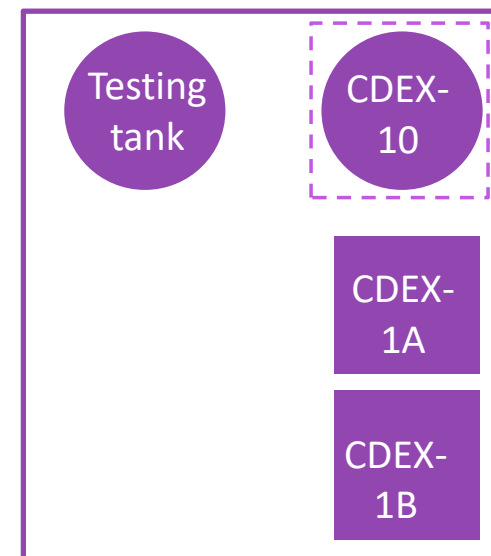 Testing
tank
CDEX-
10
CDEX-
1A
CDEX-
1B